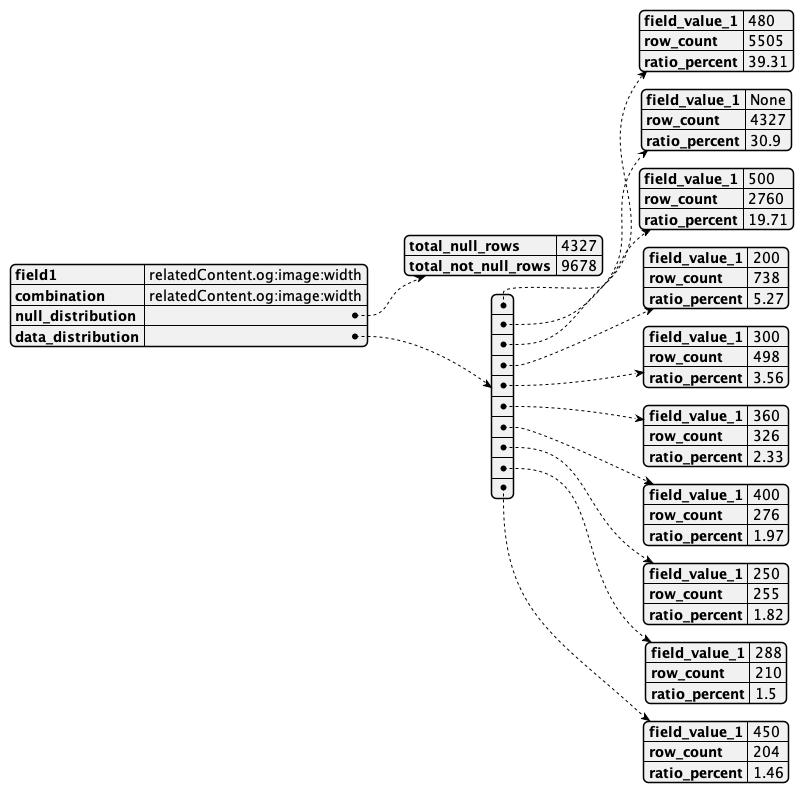 field1 relatedContent.og:image:width
combination relatedContent.og:image:width
null_distribution
data_distribution
total_null_rows 4327
total_not_null_rows 9678
field_value_1 480
row_count 5505
ratio_percent 39.31
field_value_1 None
row_count 4327
ratio_percent 30.9
field_value_1 500
row_count 2760
ratio_percent 19.71
field_value_1 200
row_count 738
ratio_percent 5.27
field_value_1 300
row_count 498
ratio_percent 3.56
field_value_1 360
row_count 326
ratio_percent 2.33
field_value_1 400
row_count 276
ratio_percent 1.97
field_value_1 250
row_count 255
ratio_percent 1.82
field_value_1 288
row_count 210
ratio_percent 1.5
field_value_1 450
row_count 204
ratio_percent 1.46